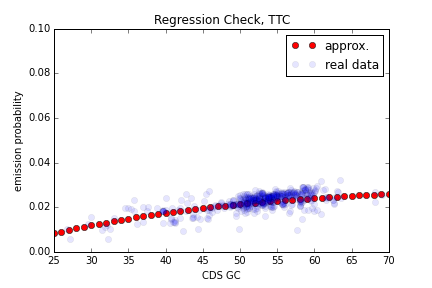 Regression Check, TTC
0.10
0.08
0.06
0.04
0.02
0.00
emission probability
approx.
real data
25 30 35 40 45 50 55 60 65 70
CDS GC